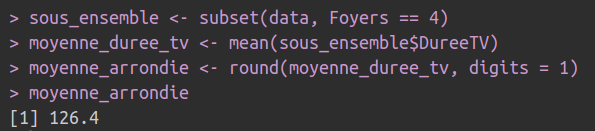 > sous_ensemble <- subset(data, Foyers == 4)
> moyenne_duree_tv <- mean(sous_ensemble$DureeTV)
> moyenne_arrondie <- round(moyenne_duree_tv, digits = 1)
> moyenne_arrondie
[1] 126.4